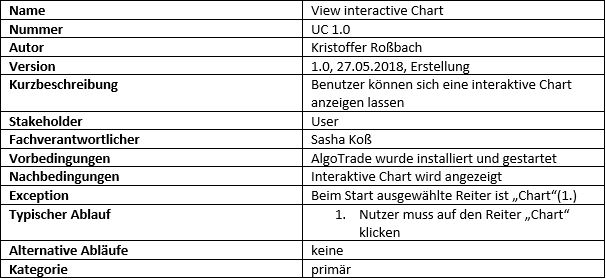 Name View interactive Chart
Nummer UC 1.0
Autor Kristoffer Roßbach
Version 1.0, 27.05.2018, Erstellung
Kurzbeschreibung Benutzer können sich eine interaktive Chart
anzeigen lassen
Stakeholder User
Fachverantwortlicher Sasha Koß
Vorbedingungen AlgoTrade wurde installiert und gestartet
Nachbedingungen Interaktive Chart wird angezeigt
Exception Beim Start ausgewählte Reiter ist „Chart“(1.)
Typischer Ablauf 1. Nutzer muss auf den Reiter „Chart“
klicken
Alternative Abläufe keine
Kategorie primär